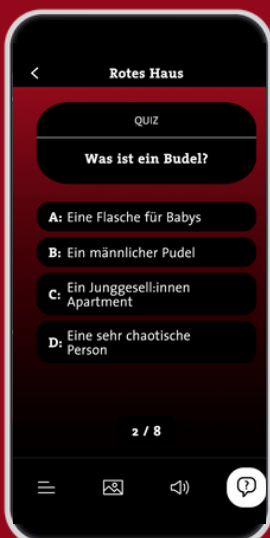 Rotes Haus
QUIZ
Was ist ein Budel?
A: Eine Flasche für Babys
B: Ein männlicher Pudel
C: Ein Junggesell:innen
Apartment
D: Eine sehr chaotische
Person
2 / 8